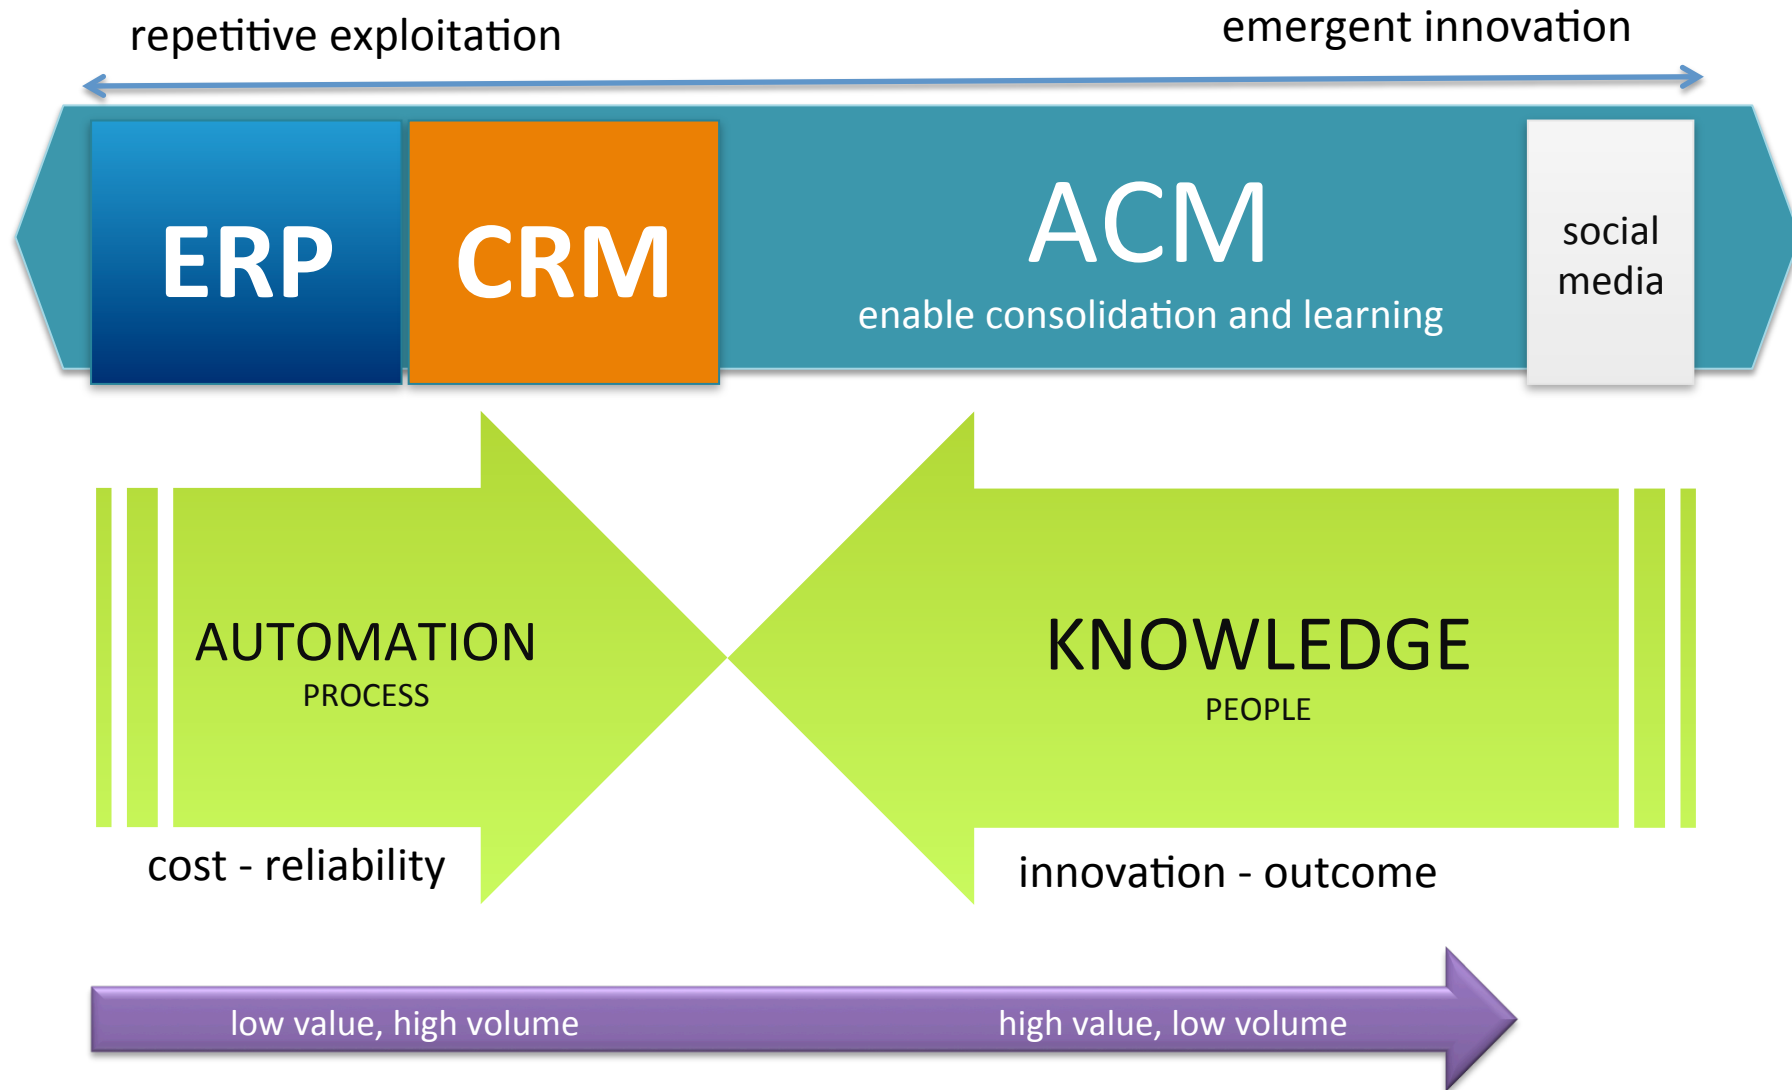 repetitive exploitation
emergent innovation
ERP
CRM
ACM
enable consolidation and learning
social
media
AUTOMATION
PROCESS
KNOWLEDGE
PEOPLE
cost - reliability
innovation - outcome
low value, high volume
high value, low volume